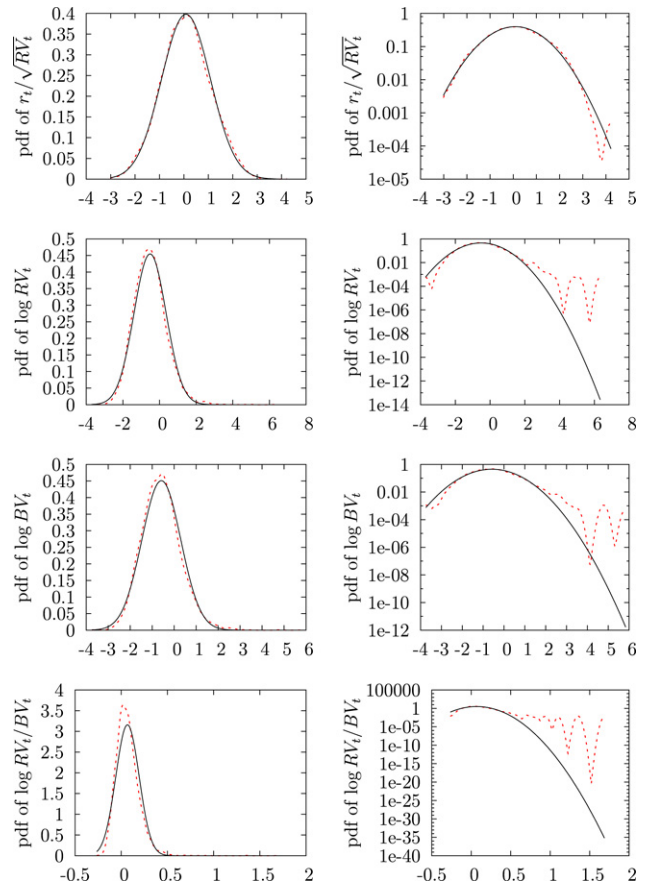 0.4
0.35
0.3
0.25
0.2
0.15
0.1
0.05
0
pdf of r_t/√RV_t
-4 -3 -2 -1 0 1 2 3 4 5
1
0.1
0.01
0.001
1e-04
1e-05
pdf of r_t/√RV_t
-4 -3 -2 -1 0 1 2 3 4 5
0.5
0.45
0.4
0.35
0.3
0.25
0.2
0.15
0.1
0.05
0
pdf of log RV_t
-4 -2 0 2 4 6 8
1
0.01
1e-04
1e-06
1e-08
1e-10
1e-12
1e-14
pdf of log RV_t
-4 -2 0 2 4 6 8
0.5
0.45
0.4
0.35
0.3
0.25
0.2
0.15
0.1
0.05
0
pdf of log BV_t
-4 -3 -2 -1 0 1 2 3 4 5 6
1
0.01
1e-04
1e-06
1e-08
1e-10
1e-12
pdf of log BV_t
-4 -3 -2 -1 0 1 2 3 4 5 6
4
3.5
3
2.5
2
1.5
1
0.5
0
pdf of log RV_t/BV_t
-0.5 0 0.5 1 1.5 2
100000
1
1e-05
1e-10
1e-15
1e-20
1e-25
1e-30
1e-35
1e-40
pdf of log RV_t/BV_t
-0.5 0 0.5 1 1.5 2